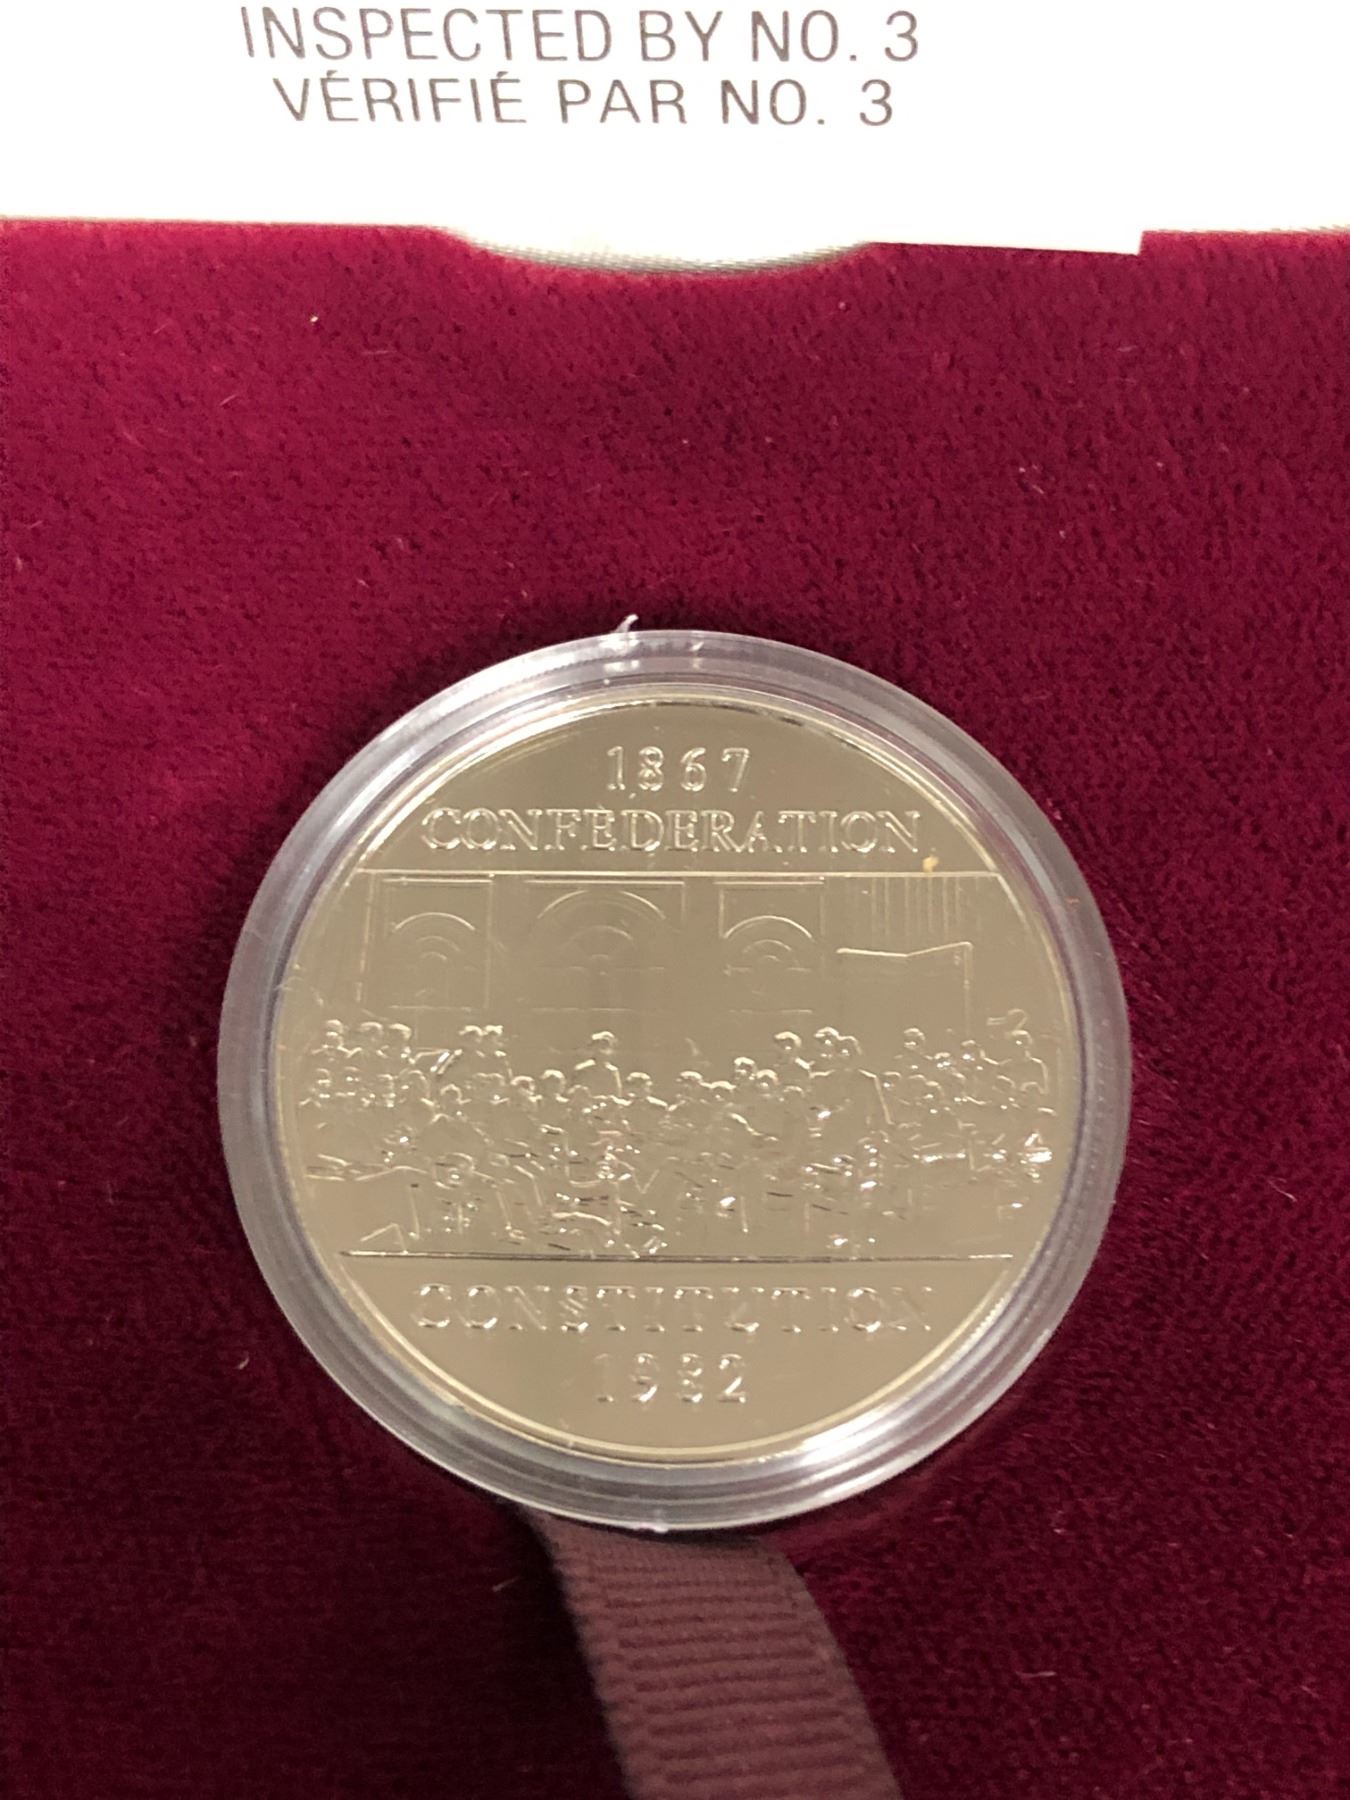 INSPECTED BY NO. 3
VÉRIFIÉ PAR NO. 3
1867
CONFEDERATION
CONSTITUTION
1982